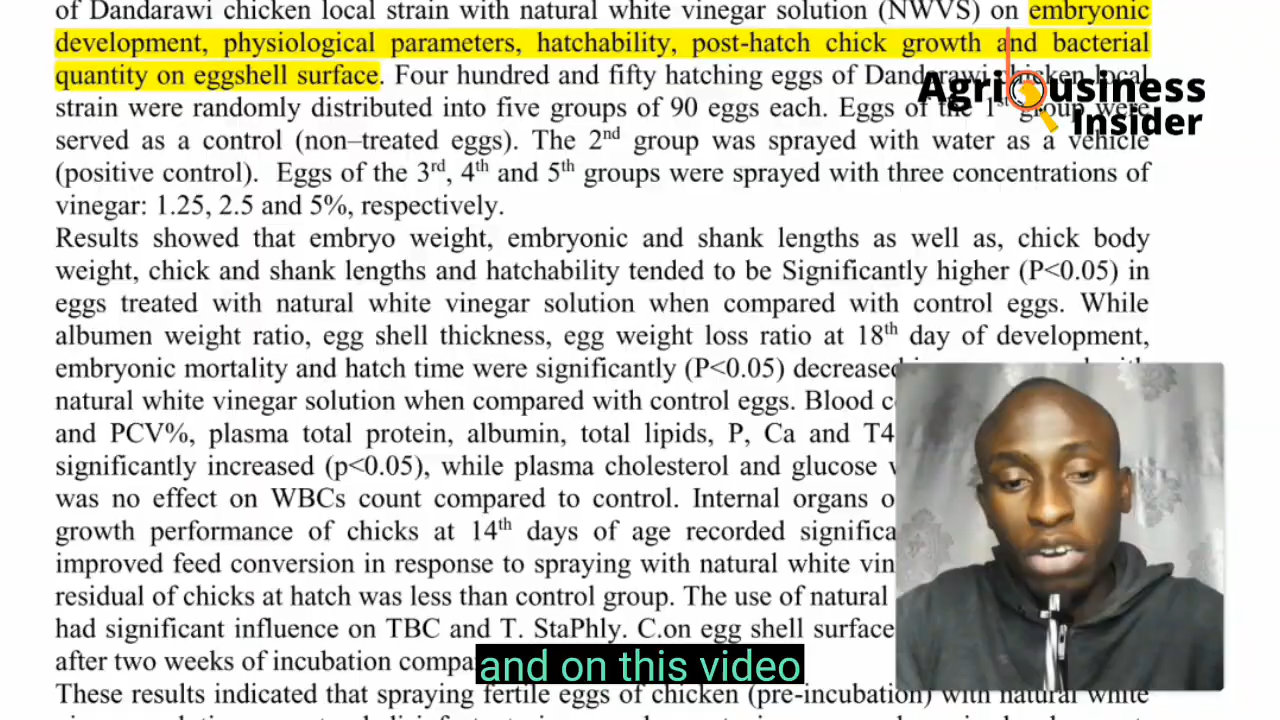 of Dandarawi chicken local strain with natural white vinegar solution (NWVS) on embryonic
development, physiological parameters, hatchability, post-hatch chick growth and bacterial
quantity on eggshell surface. Four hundred and fifty hatching eggs of Dandarawi chicken local
strain were randomly distributed into five groups of 90 eggs each. Eggs of the 1st group were
served as a control (non–treated eggs). The 2nd group was sprayed with water as a vehicle
(positive control). Eggs of the 3rd, 4th and 5th groups were sprayed with three concentrations of
vinegar: 1.25, 2.5 and 5%, respectively.
Results showed that embryo weight, embryonic and shank lengths as well as, chick body
weight, chick and shank lengths and hatchability tended to be Significantly higher (P<0.05) in
eggs treated with natural white vinegar solution when compared with control eggs. While
albumen weight ratio, egg shell thickness, egg weight loss ratio at 18th day of development,
embryonic mortality and hatch time were significantly (P<0.05) decreased
natural white vinegar solution when compared with control eggs. Blood
and PCV%, plasma total protein, albumin, total lipids, P, Ca and T4
significantly increased (p<0.05), while plasma cholesterol and glucose
was no effect on WBCs count compared to control. Internal organs
growth performance of chicks at 14th days of age recorded
improved feed conversion in response to spraying with natural white
residual of chicks at hatch was less than control group. The use of natural
had significant influence on TBC and T. StaPhly. C.on egg shell surface
after two weeks of incubation
These results indicated that spraying fertile eggs of chicken (pre-incubation) with natural white
Agribusiness
Insider
and on this video